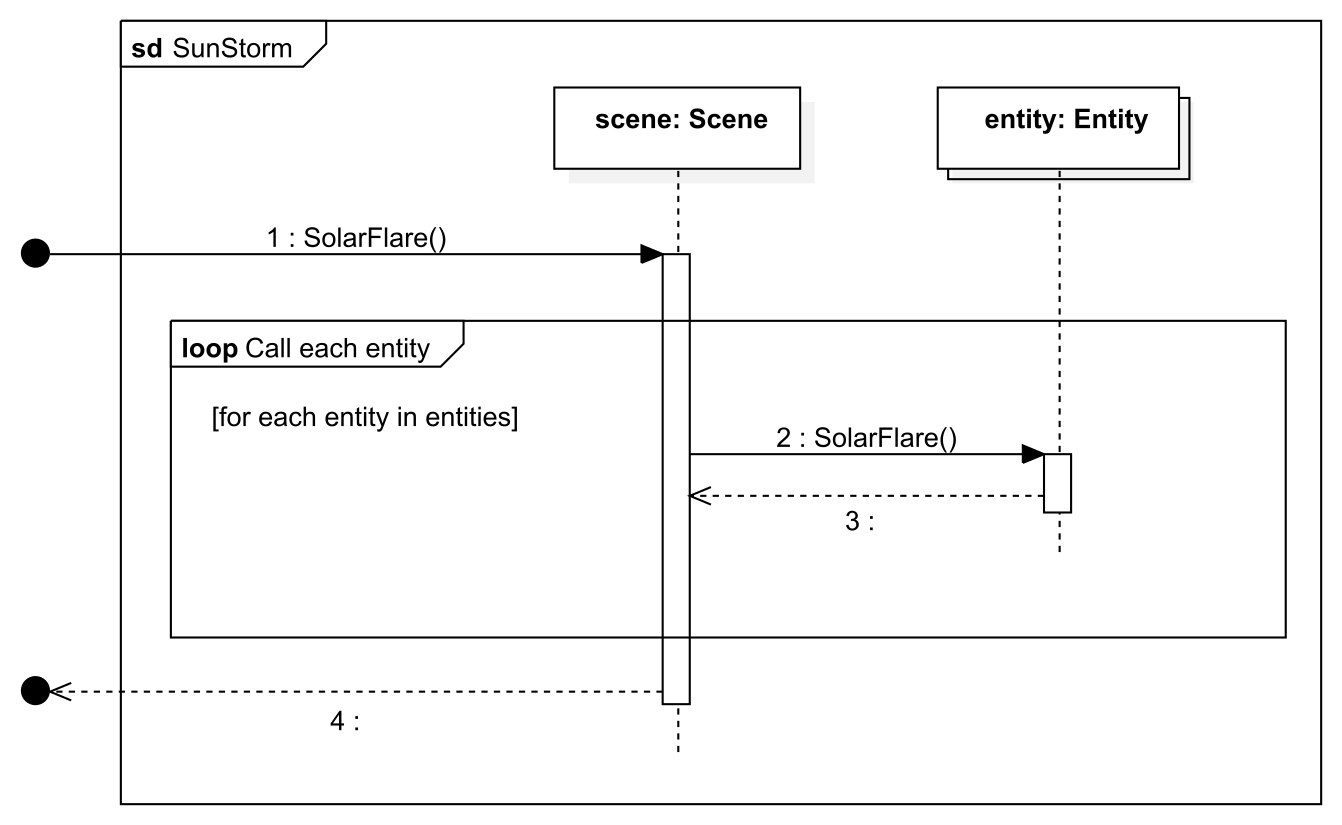 sd SunStorm
scene: Scene
entity: Entity
1 : SolarFlare()
loop Call each entity
[for each entity in entities]
2 : SolarFlare()
3 :
4 :